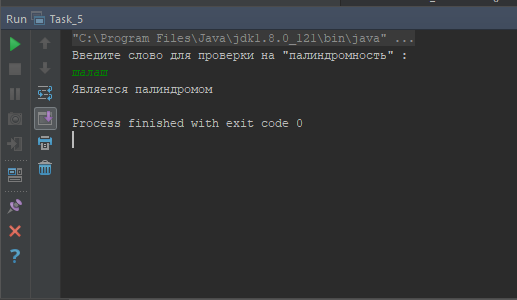 Run Task_5
"C:\Program Files\Java\jdk1.8.0_121\bin\java" ...
Введите слово для проверки на "палиндромность" :
шалаш
Является палиндромом
Process finished with exit code 0